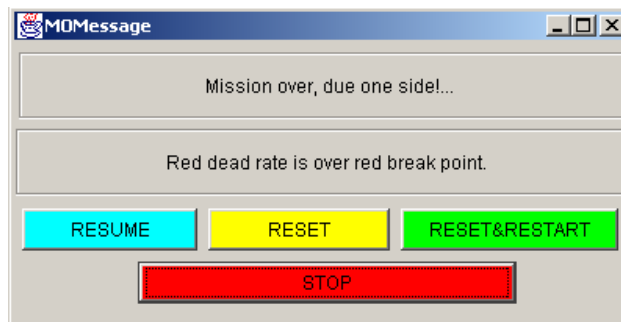 MOMessage
Mission over, due one side!...
Red dead rate is over red break point.
RESUME RESET RESET&RESTART
STOP